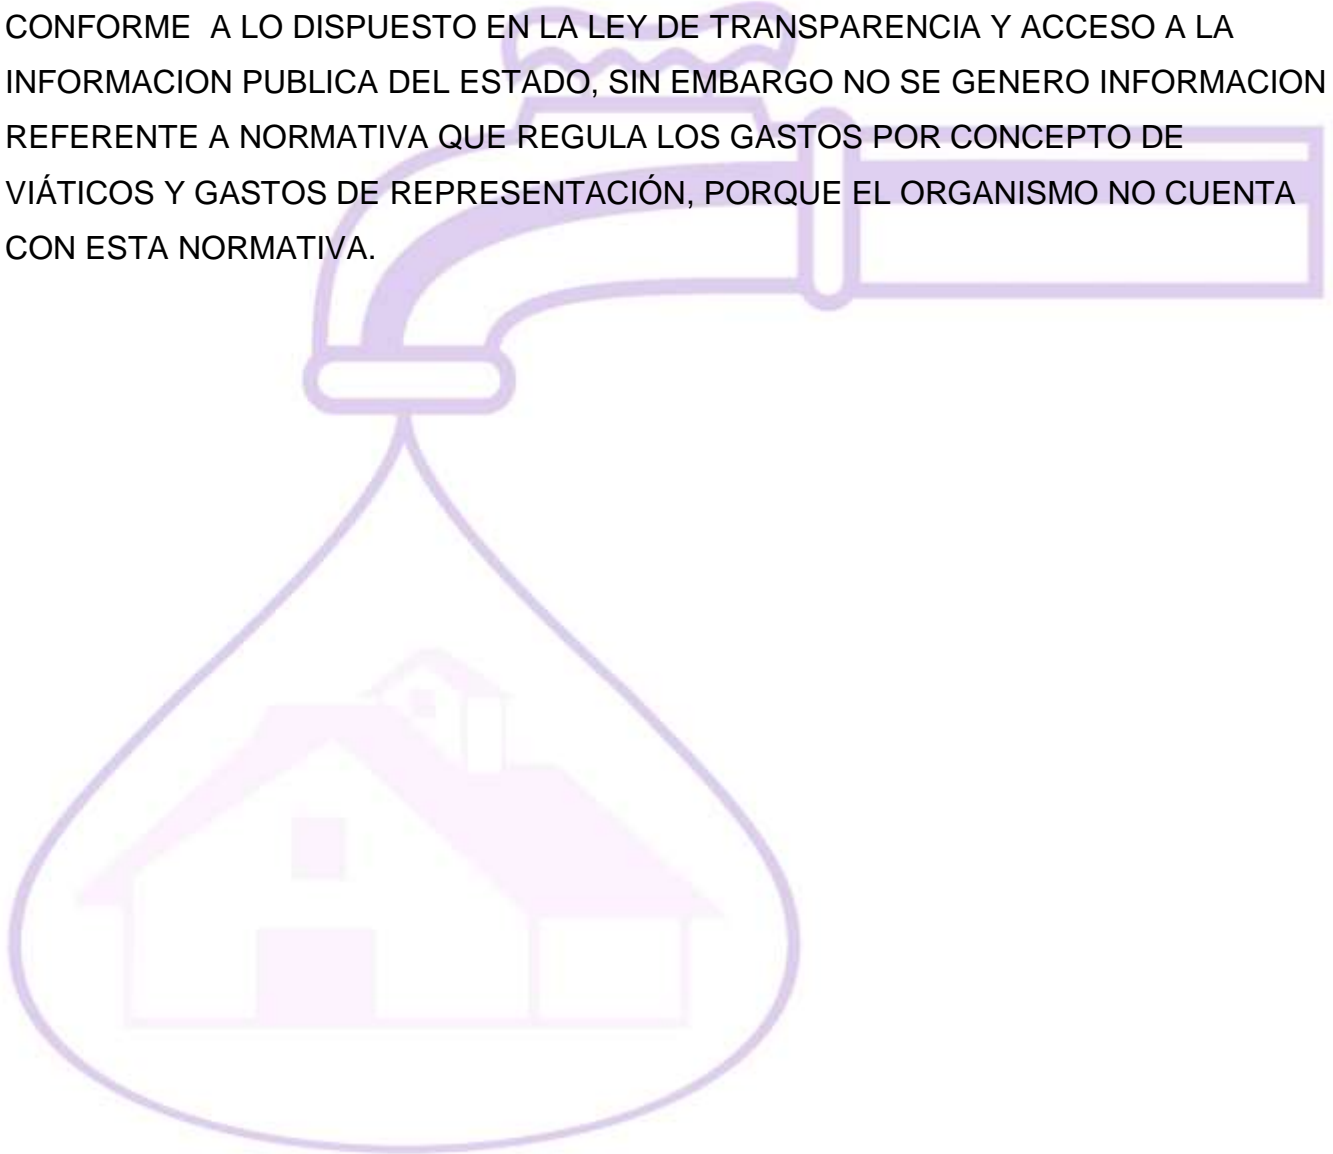 CONFORME  A LO DISPUESTO EN LA LEY DE TRANSPARENCIA Y ACCESO A LA
INFORMACION PUBLICA DEL ESTADO, SIN EMBARGO NO SE GENERO INFORMACION
REFERENTE A NORMATIVA QUE REGULA LOS GASTOS POR CONCEPTO DE
VIÁTICOS Y GASTOS DE REPRESENTACIÓN, PORQUE EL ORGANISMO NO CUENTA
CON ESTA NORMATIVA.